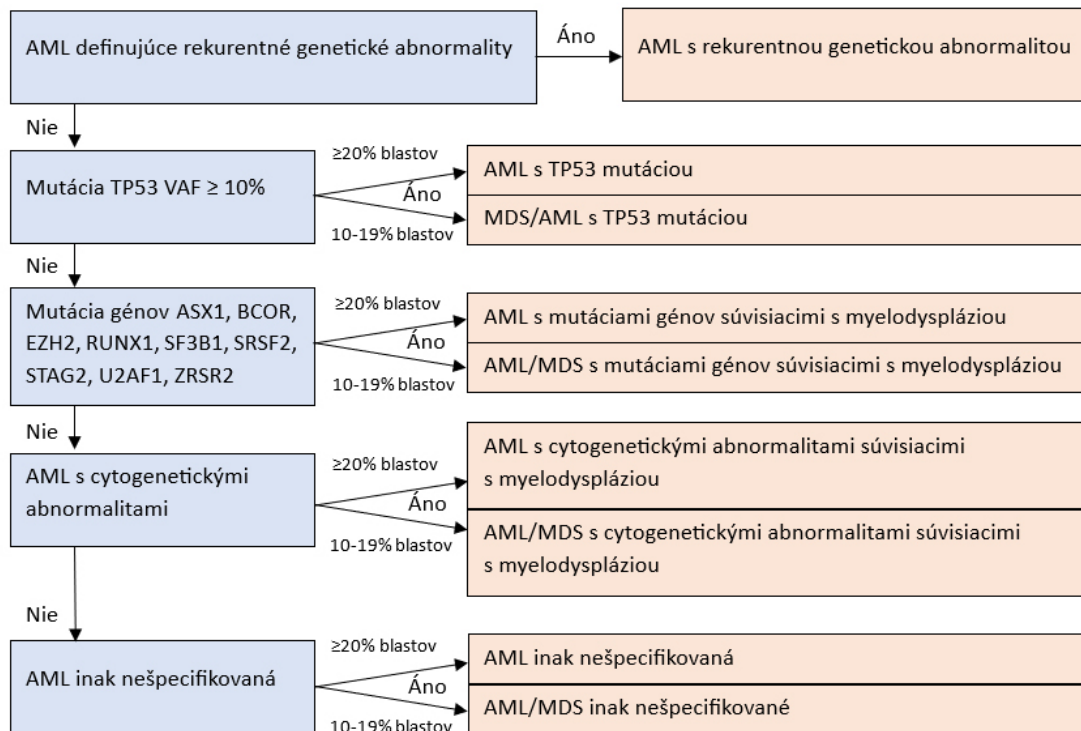 AML definujúce rekurentné genetické abnormality
Áno
AML s rekurentnou genetickou abnormalitou
Nie
Mutácia TP53 VAF ≥ 10%
≥20% blastov
Áno
10-19% blastov
AML s TP53 mutáciou
MDS/AML s TP53 mutáciou
Nie
Mutácia génov ASX1, BCOR,
EZH2, RUNX1, SF3B1, SRSF2,
STAG2, U2AF1, ZRSR2
≥20% blastov
Áno
10-19% blastov
AML s mutáciami génov súvisiacimi s myelodyspláziou
AML/MDS s mutáciami génov súvisiacimi s myelodyspláziou
Nie
AML s cytogenetickými
abnormalitami
≥20% blastov
Áno
10-19% blastov
AML s cytogenetickými abnormalitami súvisiacimi
s myelodyspláziou
AML/MDS s cytogenetickými abnormalitami súvisiacimi
s myelodyspláziou
Nie
AML inak nešpecifikovaná
≥20% blastov
Áno
10-19% blastov
AML inak nešpecifikovaná
AML/MDS inak nešpecifikované